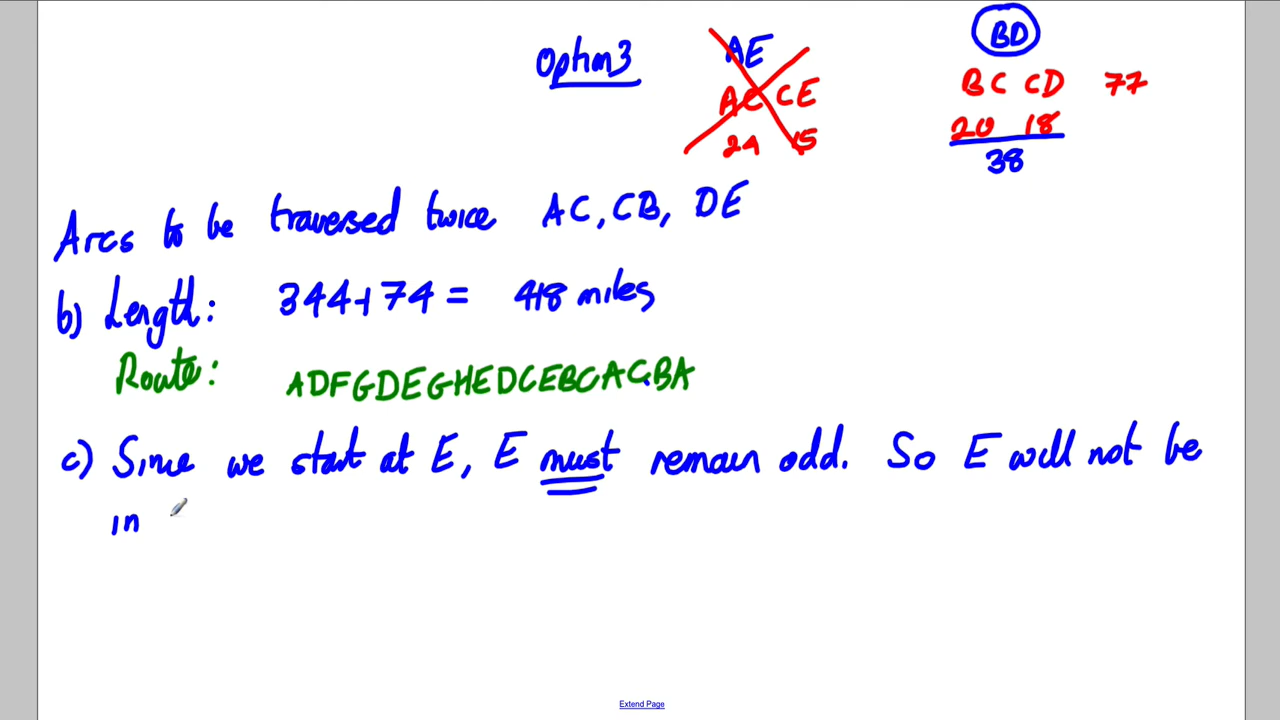 Option 3
AE
AC CE
24 15
BD
BC CD 77
20 18
38
Arcs to be traversed twice AC, CB, DE
b) Length: 344+74 = 418 miles
Route: ADFGDEGHEDCEBCACBA
c) Since we start at E, E must remain odd. So E will not be
in
Extend Page